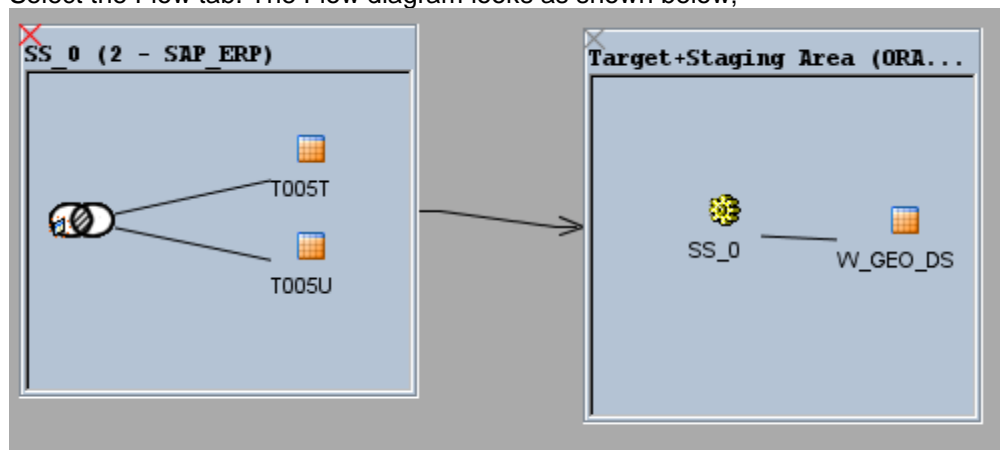 Select the Flow tab. The Flow diagram looks as shown below;
SS_0 (2 - SAP_ERP)
T005T
T005U
Target+Staging Area (ORA...
SS_0
W_GEO_DS